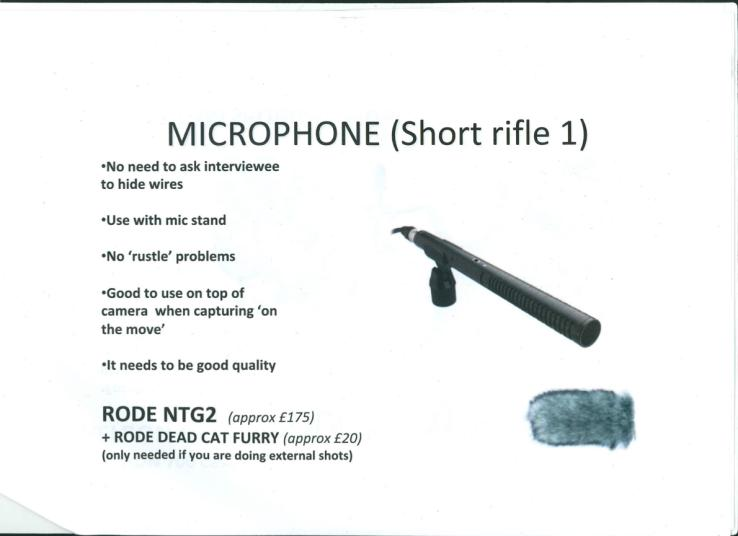 MICROPHONE (Short rifle 1)
•No need to ask interviewee
to hide wires
•Use with mic stand
•No ‘rustle’ problems
•Good to use on top of
camera  when capturing ‘on
the move’
•It needs to be good quality
RODE NTG2  (approx £175)
+ RODE DEAD CAT FURRY (approx £20)
(only needed if you are doing external shots)